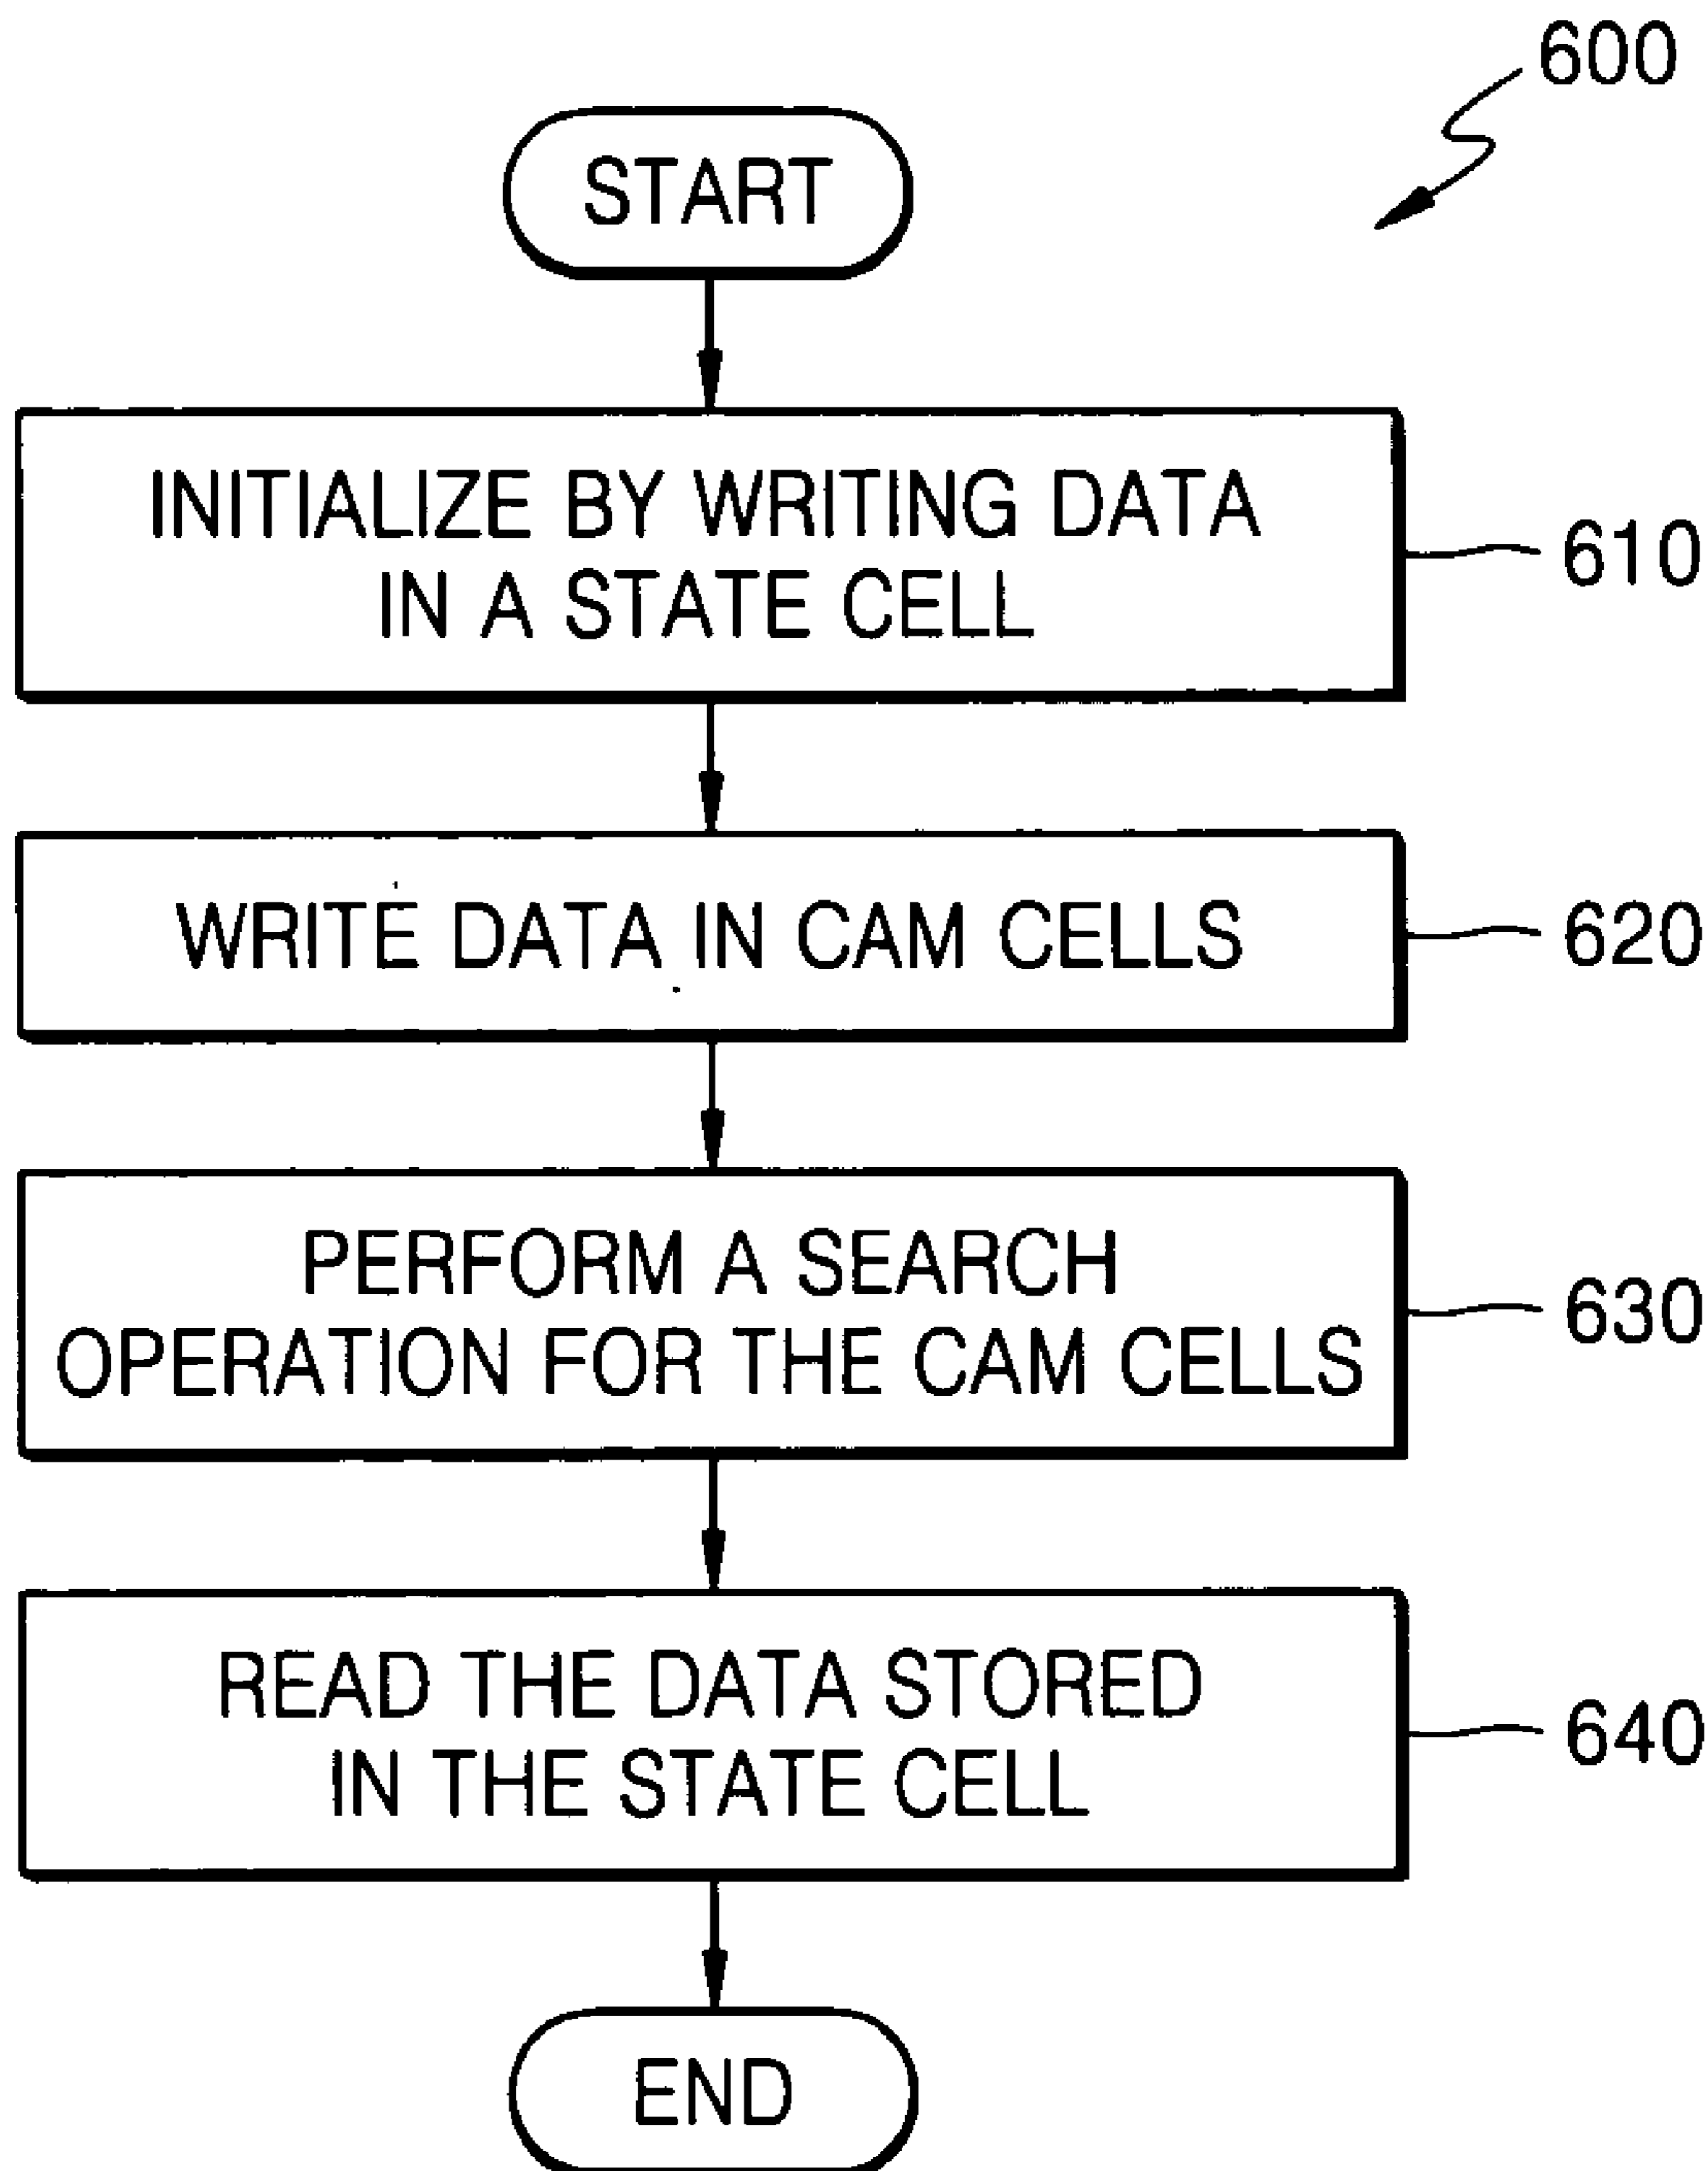 600
START
INITIALIZE BY WRITING DATA
IN A STATE CELL
610
WRITE DATA IN CAM CELLS
620
PERFORM A SEARCH
OPERATION FOR THE CAM CELLS
630
READ THE DATA STORED
IN THE STATE CELL
640
END